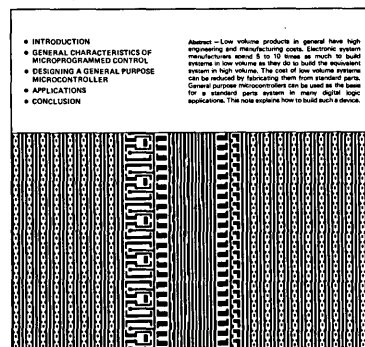 • INTRODUCTION
• GENERAL CHARACTERISTICS OF
MICROPROGRAMMED CONTROL
• DESIGNING A GENERAL PURPOSE
MICROCONTROLLER
• APPLICATIONS
• CONCLUSION
Abstract — Low volume products in general have high
engineering and manufacturing costs. Electronic system
manufacturers spend 5 to 10 times as much to build
systems in low volume as they do to build the equivalent
system in high volume. The cost of low volume systems
can be reduced by fabricating them from standard parts.
General purpose microcontrollers can be used as the basis
for a standard parts system in many digital logic
applications. This note explains how to build such a device.